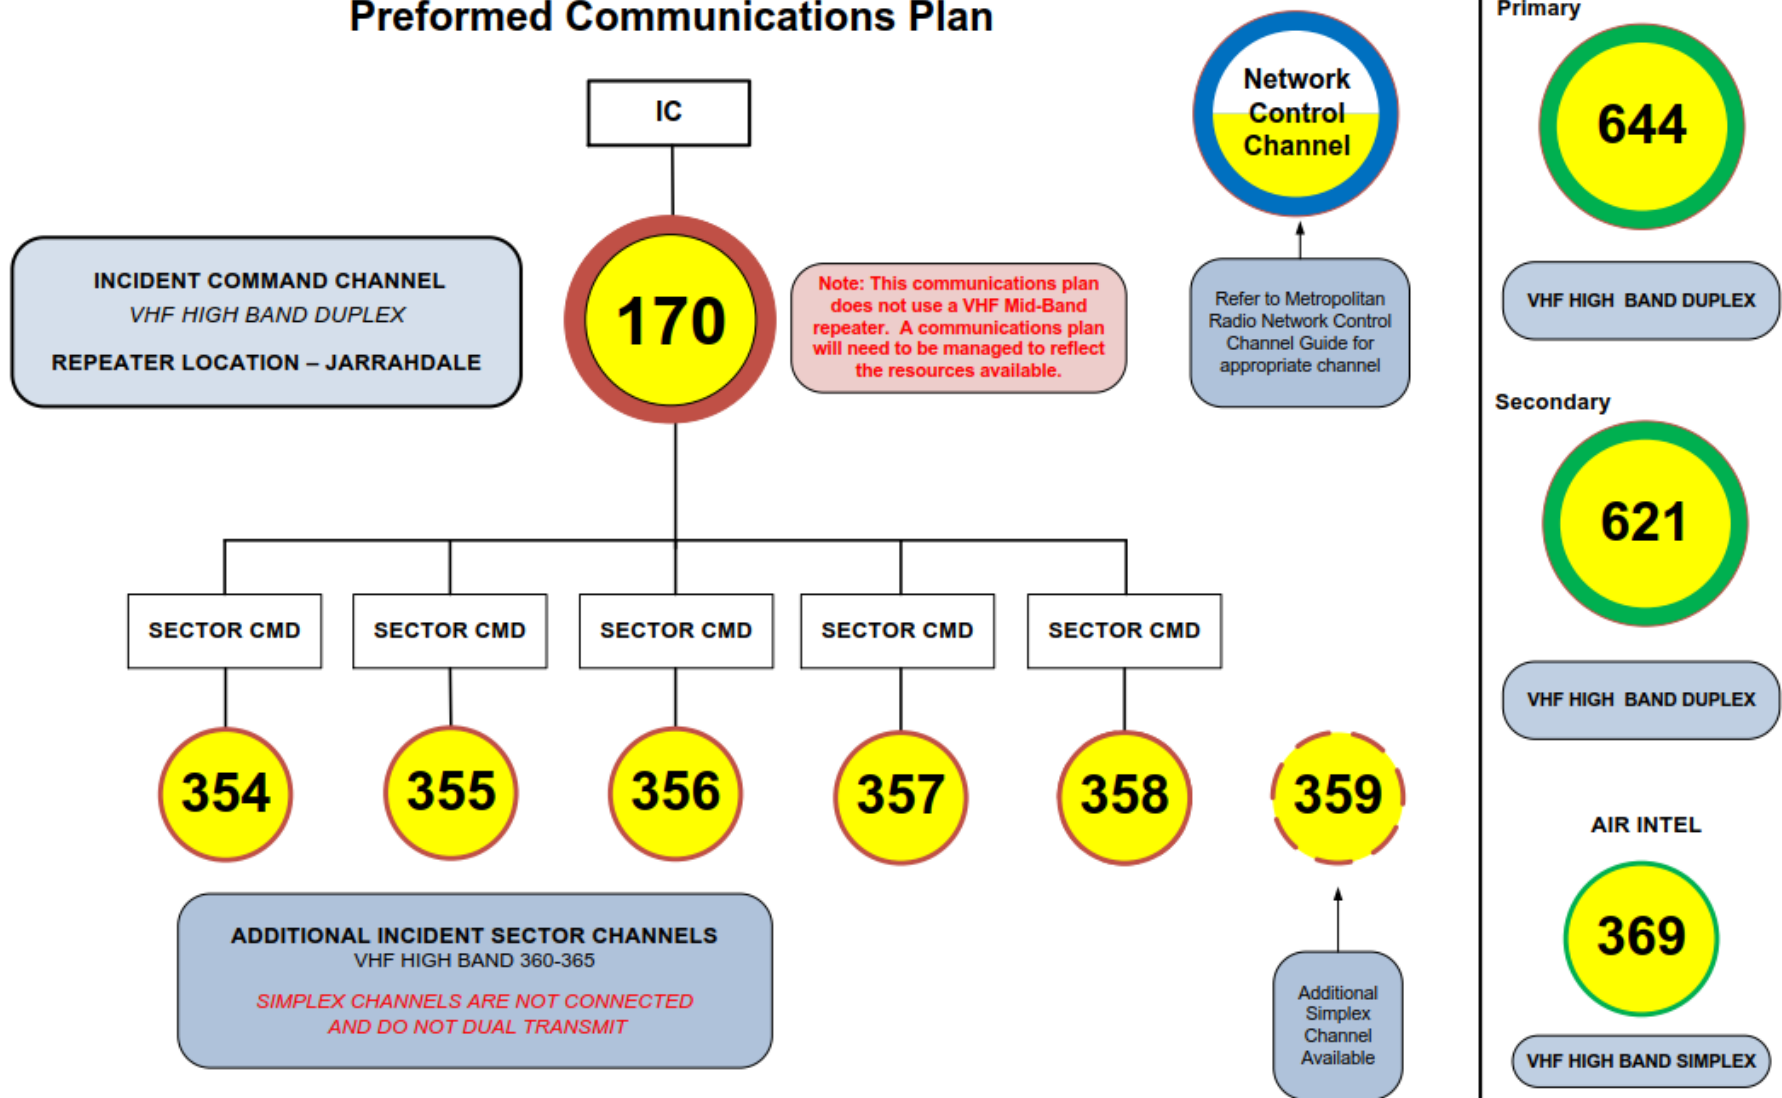 Preformed Communications Plan
IC
INCIDENT COMMAND CHANNEL
VHF HIGH BAND DUPLEX
REPEATER LOCATION – JARRAHDALE
170
Note: This communications plan
does not use a VHF Mid-Band
repeater. A communications plan
will need to be managed to reflect
the resources available.
Network
Control
Channel
Refer to Metropolitan
Radio Network Control
Channel Guide for
appropriate channel
SECTOR CMD
SECTOR CMD
SECTOR CMD
SECTOR CMD
SECTOR CMD
354
355
356
357
358
359
ADDITIONAL INCIDENT SECTOR CHANNELS
VHF HIGH BAND 360-365
SIMPLEX CHANNELS ARE NOT CONNECTED
AND DO NOT DUAL TRANSMIT
Additional
Simplex
Channel
Available
Primary
644
VHF HIGH BAND DUPLEX
Secondary
621
VHF HIGH BAND DUPLEX
AIR INTEL
369
VHF HIGH BAND SIMPLEX